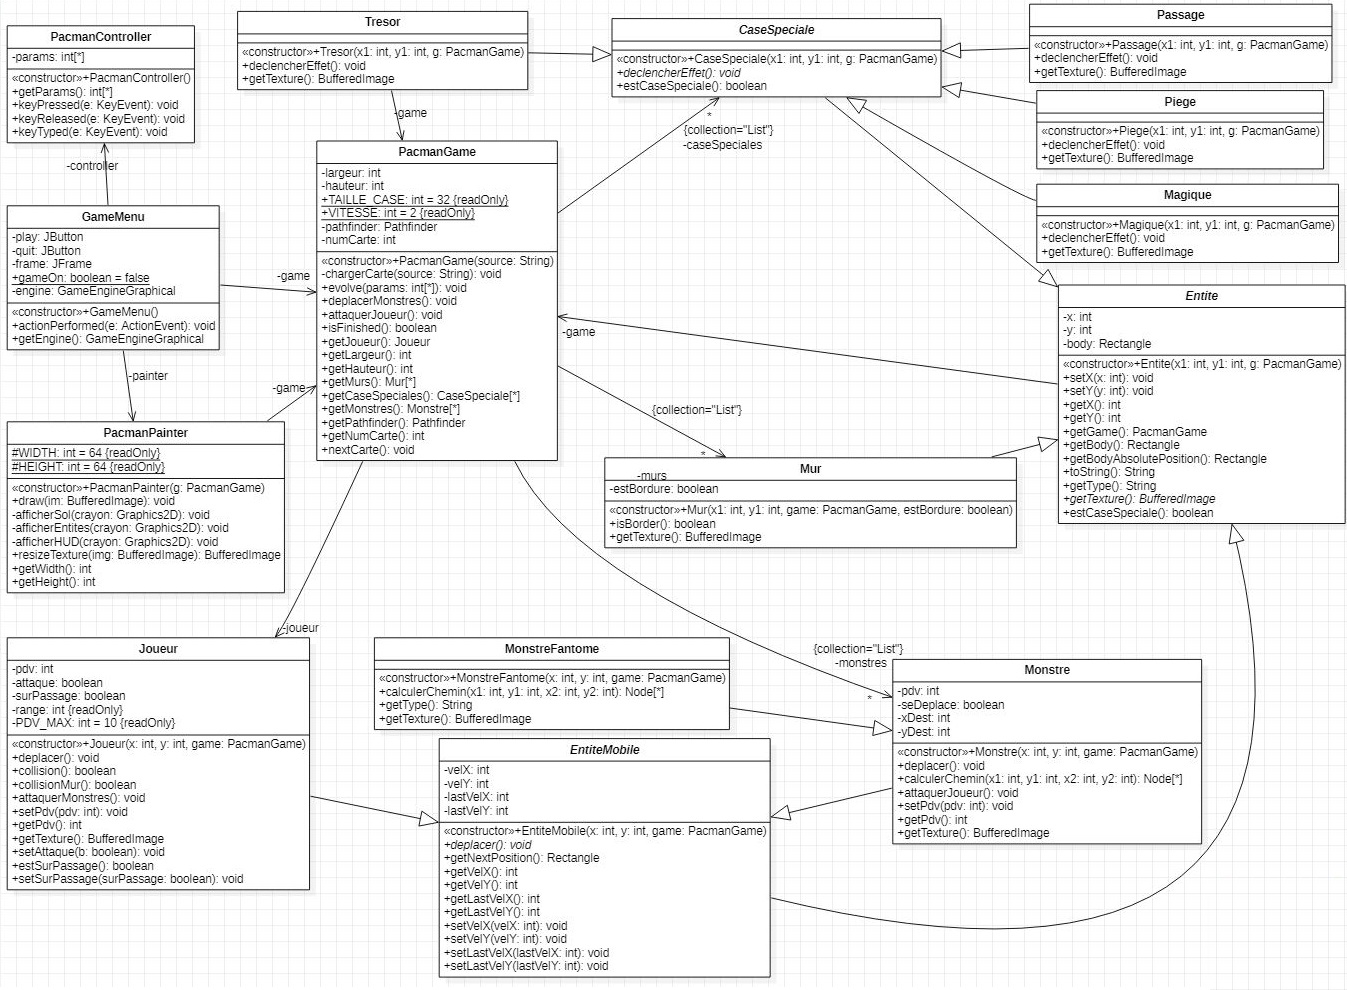 PacmanController
-params: int[*]
«constructor»+PacmanController()
+getParams(): int[*]
+keyPressed(e: KeyEvent): void
+keyReleased(e: KeyEvent): void
+keyTyped(e: KeyEvent): void
Tresor
«constructor»+Tresor(x1: int, y1: int, g: PacmanGame)
+declencherEffet(): void
+getTexture(): BufferedImage
CaseSpeciale
«constructor»+CaseSpeciale(x1: int, y1: int, g: PacmanGame)
+declencherEffet(): void
+estCaseSpeciale(): boolean
Passage
«constructor»+Passage(x1: int, y1: int, g: PacmanGame)
+declencherEffet(): void
+getTexture(): BufferedImage
Piege
«constructor»+Piege(x1: int, y1: int, g: PacmanGame)
+declencherEffet(): void
+getTexture(): BufferedImage
Magique
«constructor»+Magique(x1: int, y1: int, g: PacmanGame)
+declencherEffet(): void
+getTexture(): BufferedImage
-controller
-game
*
{collection="List"}
-caseSpeciales
GameMenu
-play: JButton
-quit: JButton
-frame: JFrame
+gameOn: boolean = false
-engine: GameEngineGraphical
«constructor»+GameMenu()
+actionPerformed(e: ActionEvent): void
+getEngine(): GameEngineGraphical
-game
-painter
-game
PacmanGame
-largeur: int
-hauteur: int
+TAILLE_CASE: int = 32 {readOnly}
+VITESSE: int = 2 {readOnly}
-pathfinder: Pathfinder
-numCarte: int
«constructor»+PacmanGame(source: String)
-chargerCarte(source: String): void
+evolve(params: int[*]): void
+deplacerMonstres(): void
+attaquerJoueur(): void
+isFinished(): boolean
+getJoueur(): Joueur
+getLargeur(): int
+getHauteur(): int
+getMurs(): Mur[*]
+getCaseSpeciales(): CaseSpeciale[*]
+getMonstres(): Monstre[*]
+getPathfinder(): Pathfinder
+getNumCarte(): int
+nextCarte(): void
-game
{collection="List"}
*
-murs
Entite
-x: int
-y: int
-body: Rectangle
«constructor»+Entite(x1: int, y1: int, g: PacmanGame)
+setX(x: int): void
+setY(y: int): void
+getX(): int
+getY(): int
+getGame(): PacmanGame
+getBody(): Rectangle
+getBodyAbsolutePosition(): Rectangle
+toString(): String
+getType(): String
+getTexture(): BufferedImage
+estCaseSpeciale(): boolean
PacmanPainter
#WIDTH: int = 64 {readOnly}
#HEIGHT: int = 64 {readOnly}
«constructor»+PacmanPainter(g: PacmanGame)
+draw(im: BufferedImage): void
-afficherSol(crayon: Graphics2D): void
-afficherEntites(crayon: Graphics2D): void
-afficherHUD(crayon: Graphics2D): void
+resizeTexture(img: BufferedImage): BufferedImage
+getWidth(): int
+getHeight(): int
Mur
-estBordure: boolean
«constructor»+Mur(x1: int, y1: int, game: PacmanGame, estBordure: boolean)
+isBorder(): boolean
+getTexture(): BufferedImage
-joueur
Joueur
-pdv: int
-attaque: boolean
-surPassage: boolean
-range: int {readOnly}
-PDV_MAX: int = 10 {readOnly}
«constructor»+Joueur(x: int, y: int, game: PacmanGame)
+deplacer(): void
+collision(): boolean
+collisionMur(): boolean
+attaquerMonstres(): void
+setPdv(pdv: int): void
+getPdv(): int
+getTexture(): BufferedImage
+setAttaque(b: boolean): void
+estSurPassage(): boolean
+setSurPassage(surPassage: boolean): void
MonstreFantome
«constructor»+MonstreFantome(x: int, y: int, game: PacmanGame)
+calculerChemin(x1: int, y1: int, x2: int, y2: int): Node[*]
+getType(): String
+getTexture(): BufferedImage
{collection="List"}
-monstres
*
Monstre
-pdv: int
-seDeplace: boolean
-xDest: int
-yDest: int
«constructor»+Monstre(x: int, y: int, game: PacmanGame)
+deplacer(): void
+calculerChemin(x1: int, y1: int, x2: int, y2: int): Node[*]
+attaquerJoueur(): void
+setPdv(pdv: int): void
+getPdv(): int
+getTexture(): BufferedImage
EntiteMobile
-velX: int
-velY: int
-lastVelX: int
-lastVelY: int
«constructor»+EntiteMobile(x: int, y: int, game: PacmanGame)
+deplacer(): void
+getNextPosition(): Rectangle
+getVelX(): int
+getVelY(): int
+getLastVelX(): int
+getLastVelY(): int
+setVelX(velX: int): void
+setVelY(velY: int): void
+setLastVelX(lastVelX: int): void
+setLastVelY(lastVelY: int): void